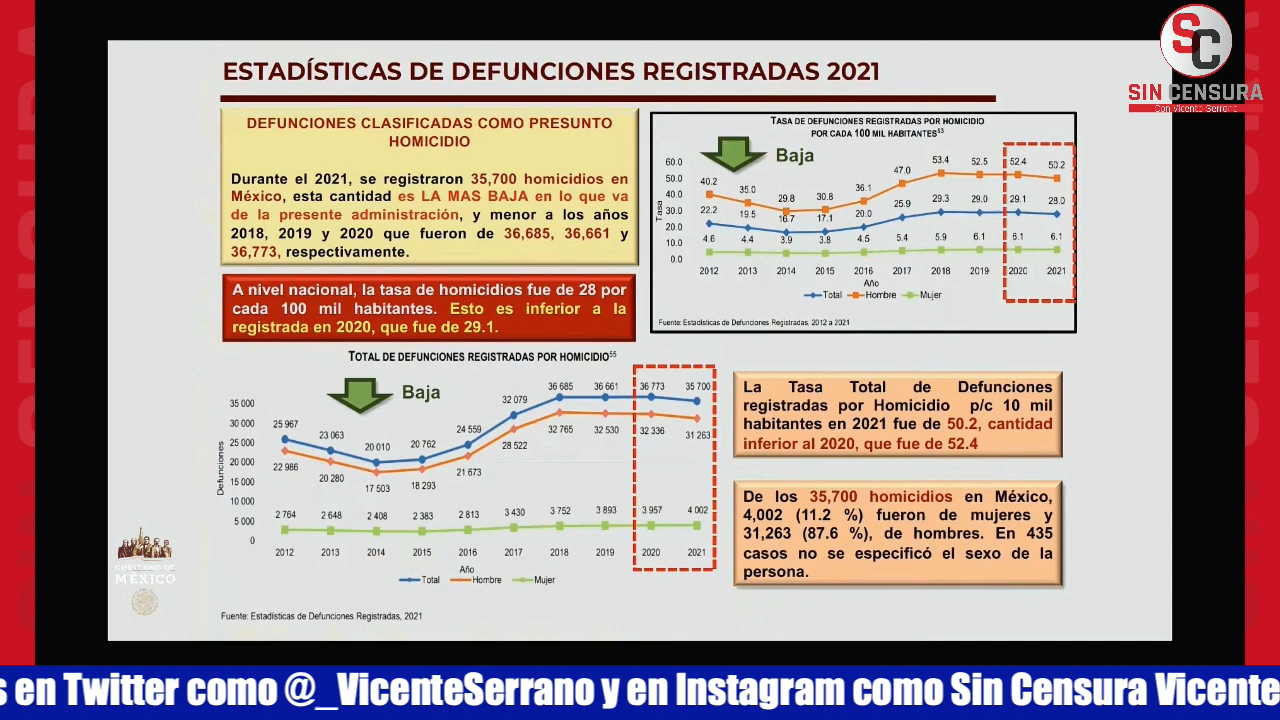 ESTADÍSTICAS DE DEFUNCIONES REGISTRADAS 2021
SC
SIN CENSURA
Con Vicente Serrano
DEFUNCIONES CLASIFICADAS COMO PRESUNTO
HOMICIDIO
Durante el 2021, se registraron 35,700 homicidios en
México, esta cantidad es LA MAS BAJA en lo que va
de la presente administración, y menor a los años
2018, 2019 y 2020 que fueron de 36,685, 36,661 y
36,773, respectivamente.
A nivel nacional, la tasa de homicidios fue de 28 por
cada 100 mil habitantes. Esto es inferior a la
registrada en 2020, que fue de 29.1.
TASA DE DEFUNCIONES REGISTRADAS POR HOMICIDIO
POR CADA 100 MIL HABITANTES53
Baja
Tasa
60.0
50.0
40.0
30.0
20.0
10.0
0.0
40.2 35.0 29.8 30.8 36.1 47.0 53.4 52.5 52.4 50.2
22.2 19.5 16.7 17.1 20.0 25.9 29.3 29.0 29.1 28.0
4.6 4.4 3.9 3.8 4.5 5.4 5.9 6.1 6.1 6.1
2012 2013 2014 2015 2016 2017 2018 2019 2020 2021
Año
Total Hombre Mujer
Fuente: Estadísticas de Defunciones Registradas, 2012 a 2021
TOTAL DE DEFUNCIONES REGISTRADAS POR HOMICIDIO55
Baja
Defunciones
35 000
30 000
25 000
20 000
15 000
10 000
5 000
0
25 967 23 063 20 010 20 762 24 559 32 079 36 685 36 661 36 773 35 700
22 986 20 280 17 503 18 293 21 673 28 522 32 765 32 530 32 336 31 263
2 764 2 648 2 408 2 383 2 813 3 430 3 752 3 893 3 957 4 002
2012 2013 2014 2015 2016 2017 2018 2019 2020 2021
Año
Total Hombre Mujer
Fuente: Estadísticas de Defunciones Registradas, 2021
La Tasa Total de Defunciones
registradas por Homicidio p/c 10 mil
habitantes en 2021 fue de 50.2, cantidad
inferior al 2020, que fue de 52.4
De los 35,700 homicidios en México,
4,002 (11.2 %) fueron de mujeres y
31,263 (87.6 %), de hombres. En 435
casos no se especificó el sexo de la
persona.
GOBIERNO DE
MÉXICO
s en Twitter como @_VicenteSerrano y en Instagram como Sin Censura Vicente